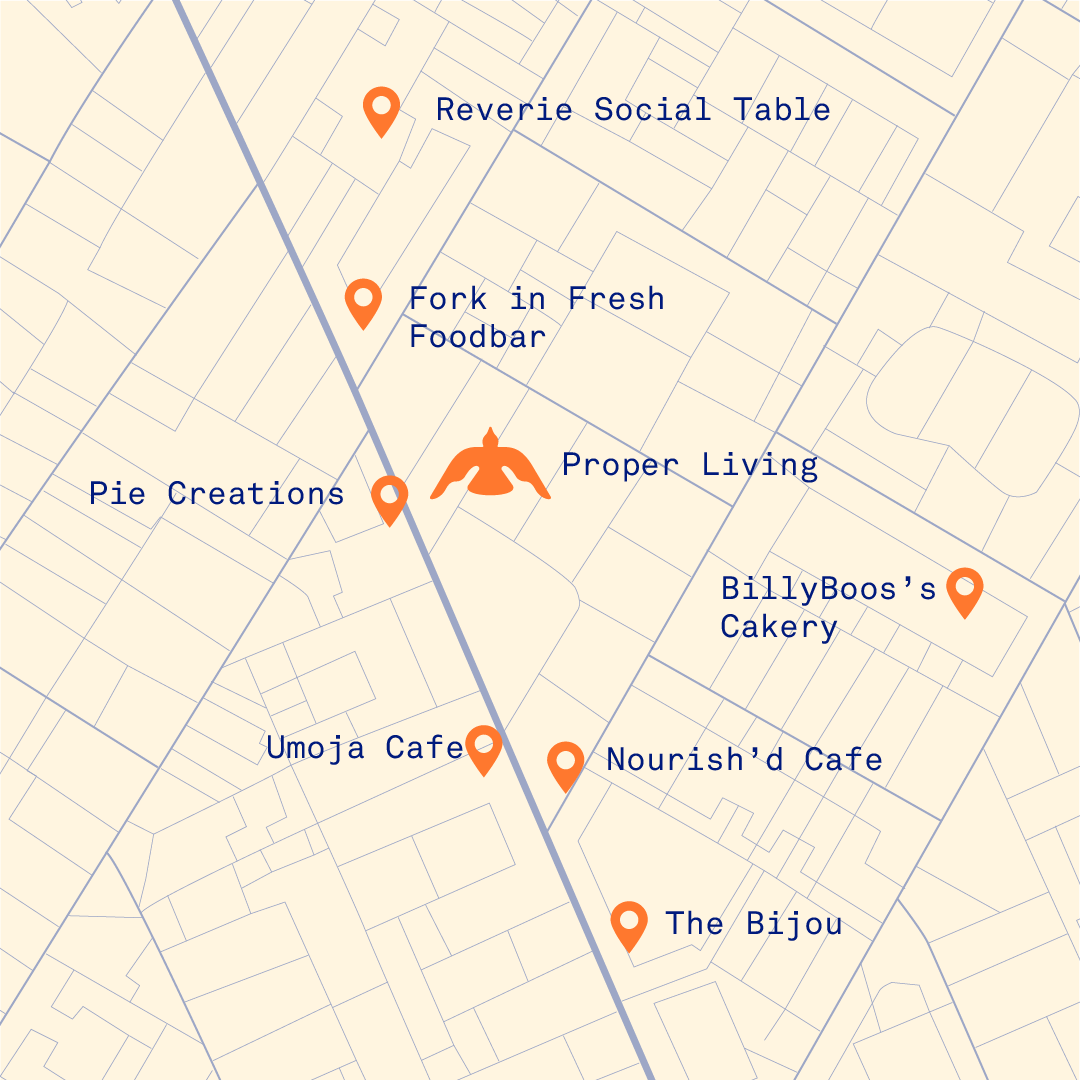 Reverie Social Table
Fork in Fresh
Foodbar
Proper Living
Pie Creations
BillyBoos’s
Cakery
Umoja Cafe
Nourish’d Cafe
The Bijou